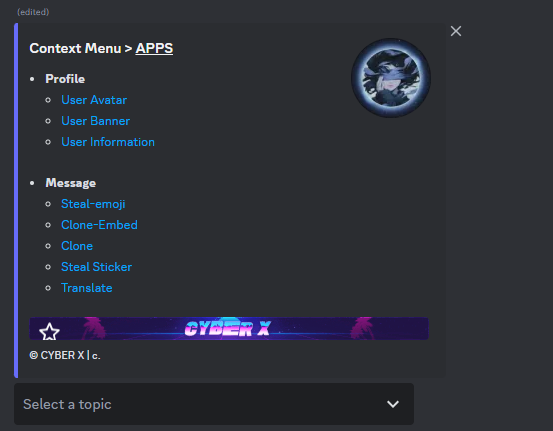 (edited)
Context Menu > APPS
Profile
User Avatar
User Banner
User Information
Message
Steal-emoji
Clone-Embed
Clone
Steal Sticker
Translate
CYBER X
© CYBER X | c.
Select a topic